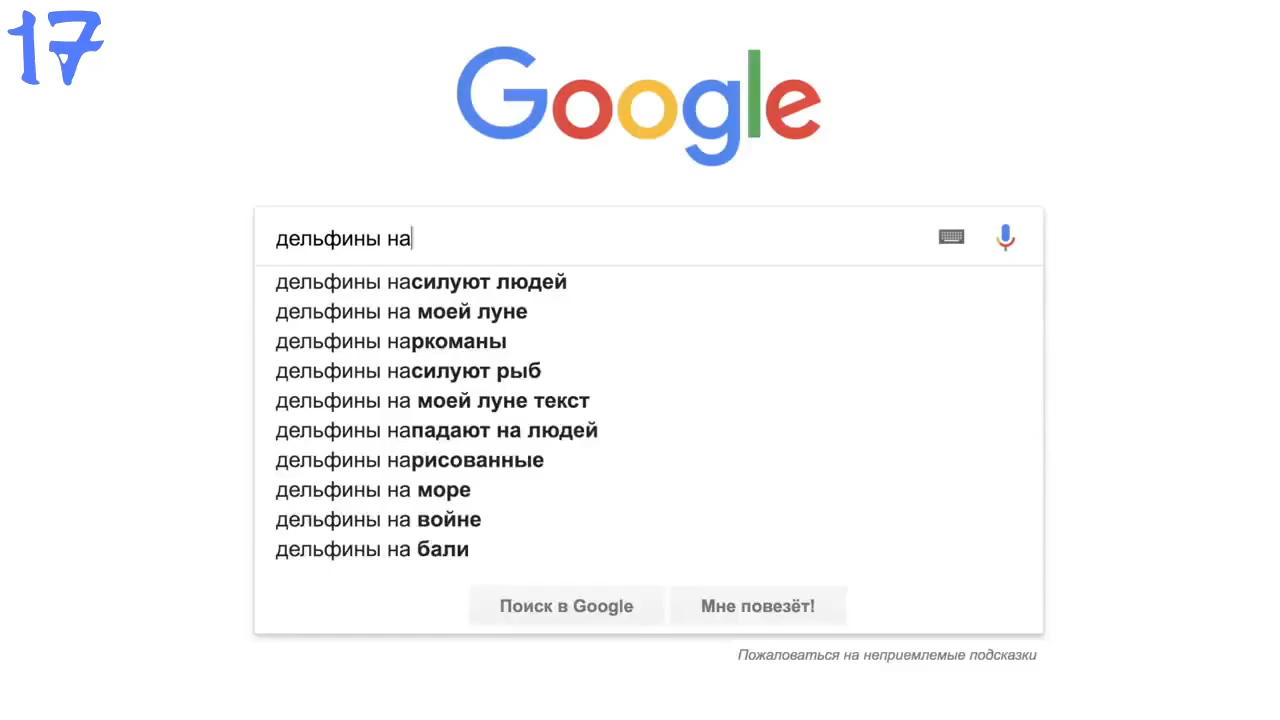 17
Google
дельфины на
дельфины насилуют людей
дельфины на моей луне
дельфины наркоманы
дельфины насилуют рыб
дельфины на моей луне текст
дельфины нападают на людей
дельфины нарисованные
дельфины на море
дельфины на войне
дельфины на бали
Поиск в Google Мне повезёт!
Пожаловаться на неприемлемые подсказки